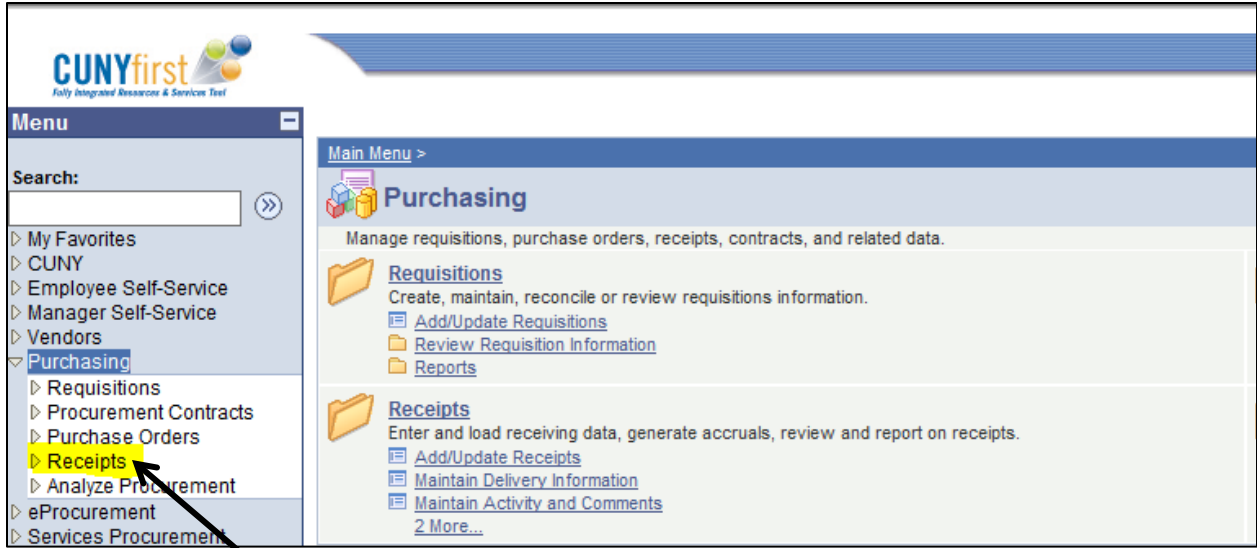 CUNYfirst
Fully Integrated Resources & Services Tool
Menu
Search:
My Favorites
CUNY
Employee Self-Service
Manager Self-Service
Vendors
Purchasing
Requisitions
Procurement Contracts
Purchase Orders
Receipts
Analyze Procurement
eProcurement
Services Procurement
Main Menu >
Purchasing
Manage requisitions, purchase orders, receipts, contracts, and related data.
Requisitions
Create, maintain, reconcile or review requisitions information.
Add/Update Requisitions
Review Requisition Information
Reports
Receipts
Enter and load receiving data, generate accruals, review and report on receipts.
Add/Update Receipts
Maintain Delivery Information
Maintain Activity and Comments
2 More...